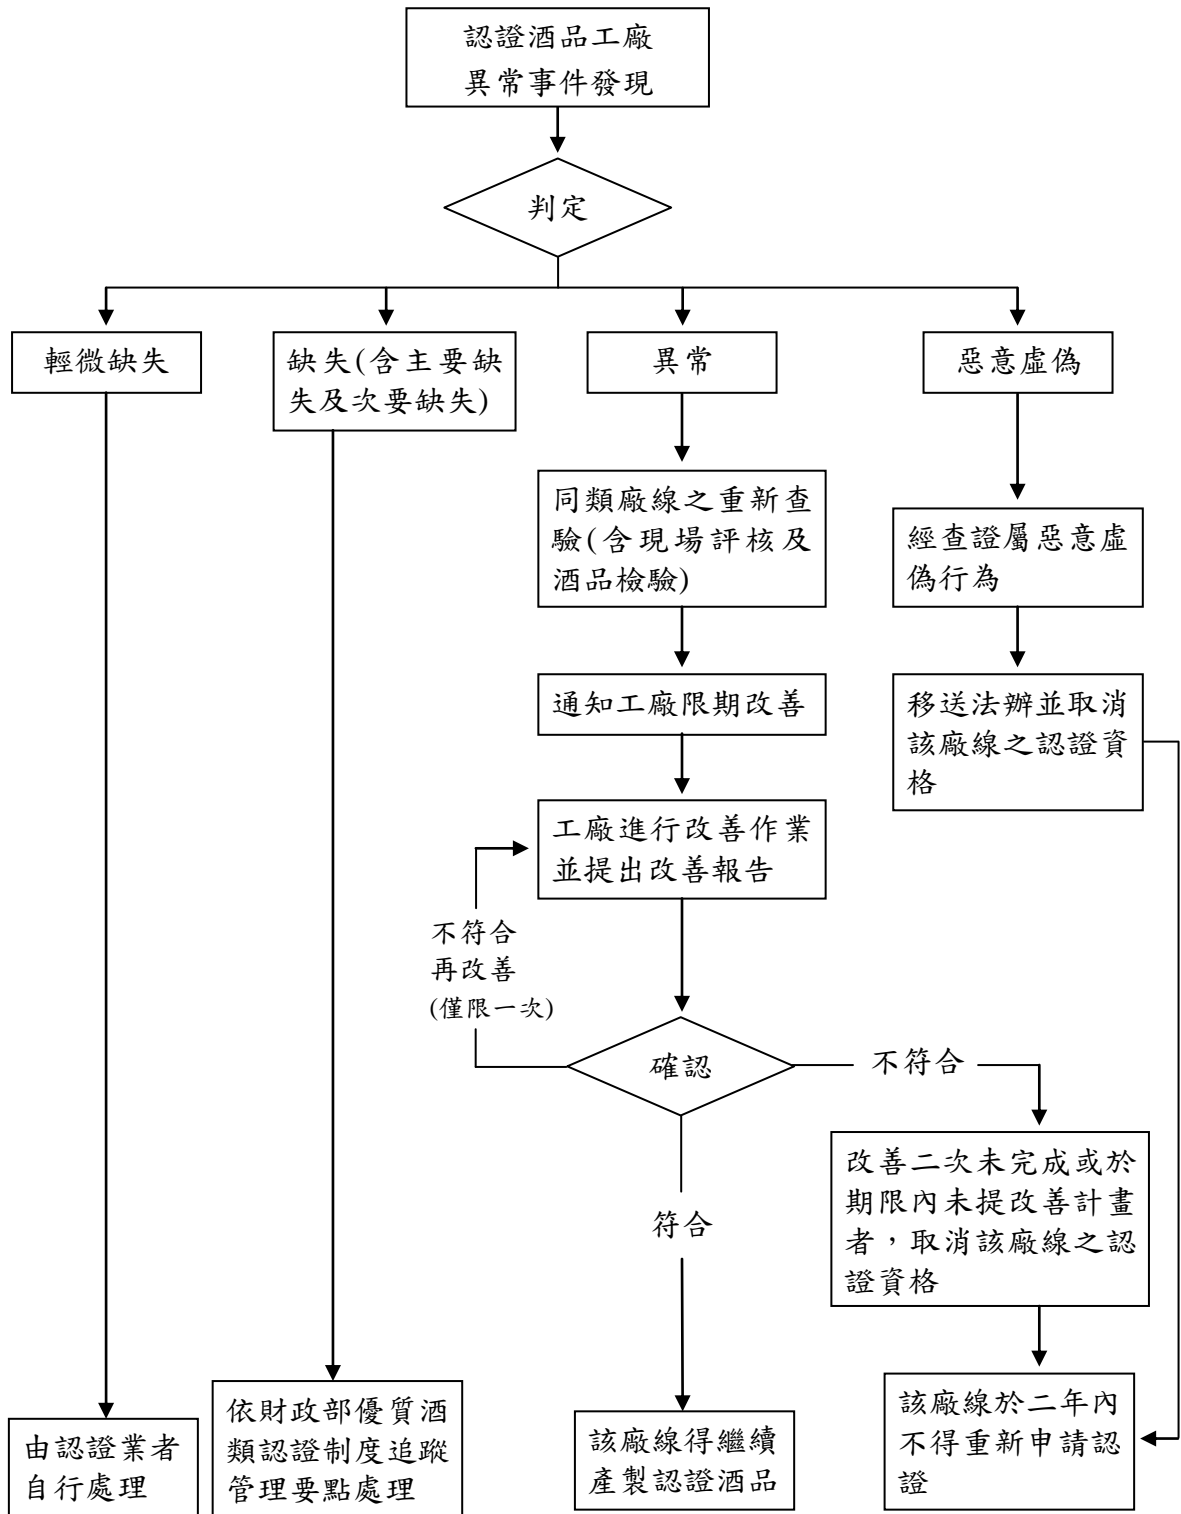 認證酒品工廠
異常事件發現
判定
輕微缺失
缺失(含主要缺
失及次要缺失)
異常
惡意虛偽
同類廠線之重新查
驗(含現場評核及
酒品檢驗)
經查證屬惡意虛
偽行為
通知工廠限期改善
移送法辦並取消
該廠線之認證資
格
工廠進行改善作業
並提出改善報告
不符合
再改善
(僅限一次)
確認
不符合
改善二次未完成或於
期限內未提改善計畫
者，取消該廠線之認
證資格
符合
由認證業者
自行處理
依財政部優質酒
類認證制度追蹤
管理要點處理
該廠線得繼續
產製認證酒品
該廠線於二年內
不得重新申請認
證